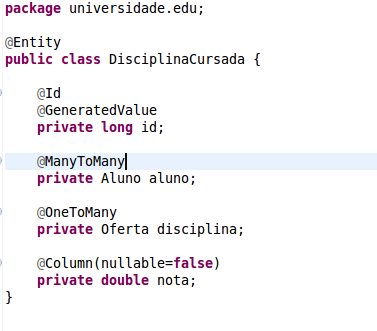 package universidade.edu;
@Entity
public class DisciplinaCursada {
@Id
@GeneratedValue
private long id;
@ManyToMany
private Aluno aluno;
@OneToMany
private Oferta disciplina;
@Column(nullable=false)
private double nota;
}